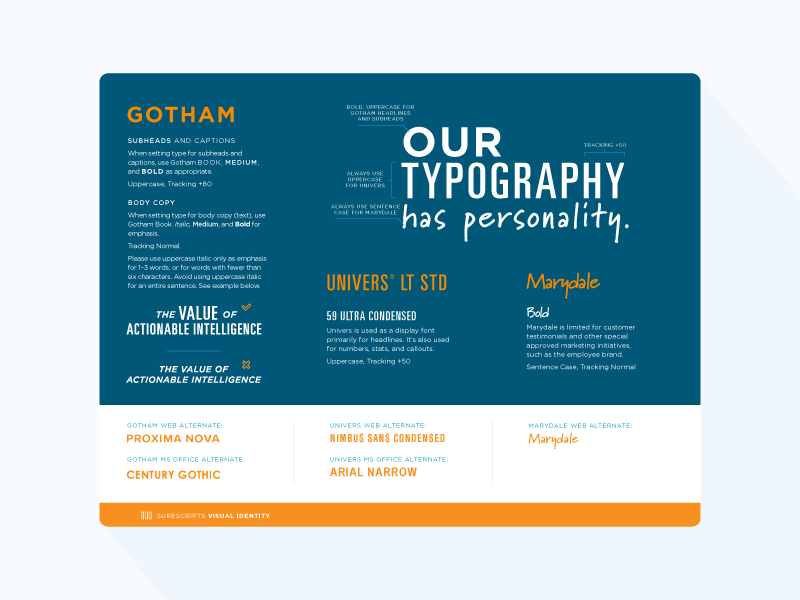 GOTHAM
SUBHEADS AND CAPTIONS
When setting type for subheads and
captions, use Gotham BOOK, MEDIUM,
and BOLD as appropriate.
Uppercase, Tracking +60
BODY COPY
When setting type for body copy (text), use
Gotham Book. Italic, Medium, and Bold for
emphasis.
Tracking Normal
Please use uppercase italic only as emphasis
for 1–3 words, or for words with fewer than
six characters. Avoid using uppercase italic
for an entire sentence. See example below.
THE VALUE OF
ACTIONABLE INTELLIGENCE
THE VALUE OF
ACTIONABLE INTELLIGENCE
BOLD, UPPERCASE FOR
GOTHAM HEADLINES
AND SUBHEADS
ALWAYS USE
UPPERCASE
FOR UNIVERS
ALWAYS USE SENTENCE
CASE FOR MARYDALE
TRACKING +50
OUR
TYPOGRAPHY
has personality.
UNIVERS® LT STD
59 ULTRA CONDENSED
Univers is used as a display font
primarily for headlines. It's also used
for numbers, stats, and callouts.
Uppercase, Tracking +50
Marydale
Bold
Marydale is limited for customer
testimonials and other special
approved marketing initiatives,
such as the employee brand.
Sentence Case, Tracking Normal
GOTHAM WEB ALTERNATE:
PROXIMA NOVA
GOTHAM MS OFFICE ALTERNATE:
CENTURY GOTHIC
UNIVERS WEB ALTERNATE:
NIMBUS SANS CONDENSED
UNIVERS MS OFFICE ALTERNATE:
ARIAL NARROW
MARYDALE WEB ALTERNATE:
Marydale
SURESCRIPTS VISUAL IDENTITY